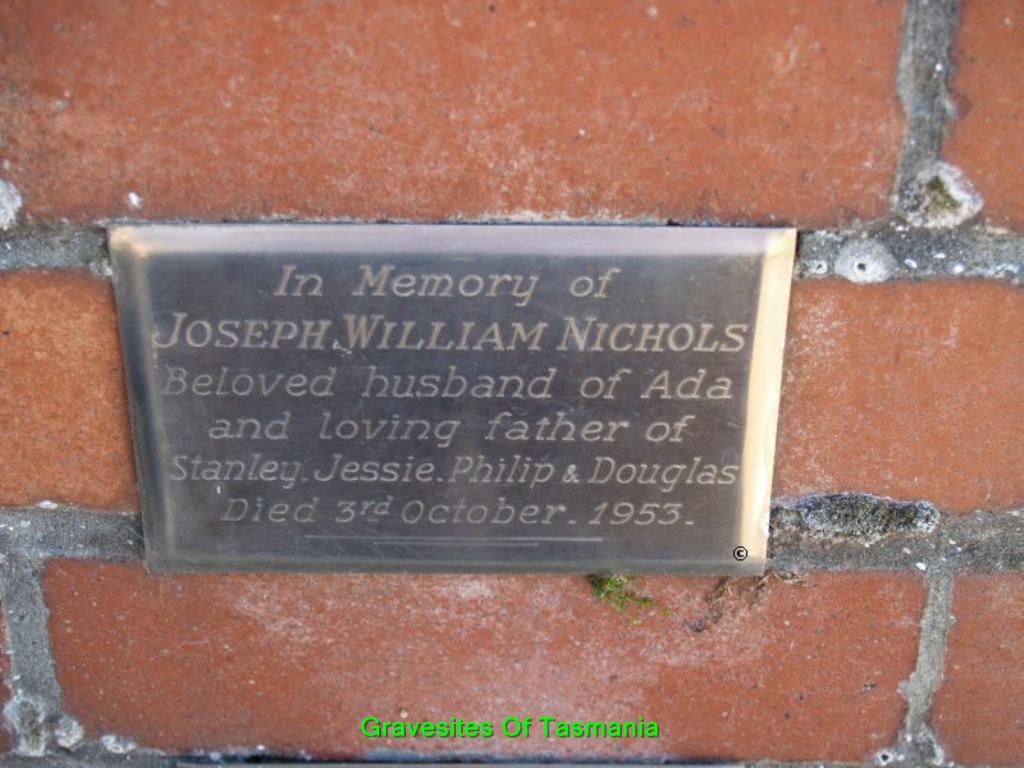 In Memory of
JOSEPH WILLIAM NICHOLS
Beloved husband of Ada
and loving father of
Stanley. Jessie. Philip & Douglas
Died 3rd October. 1953.
©
Gravesites Of Tasmania